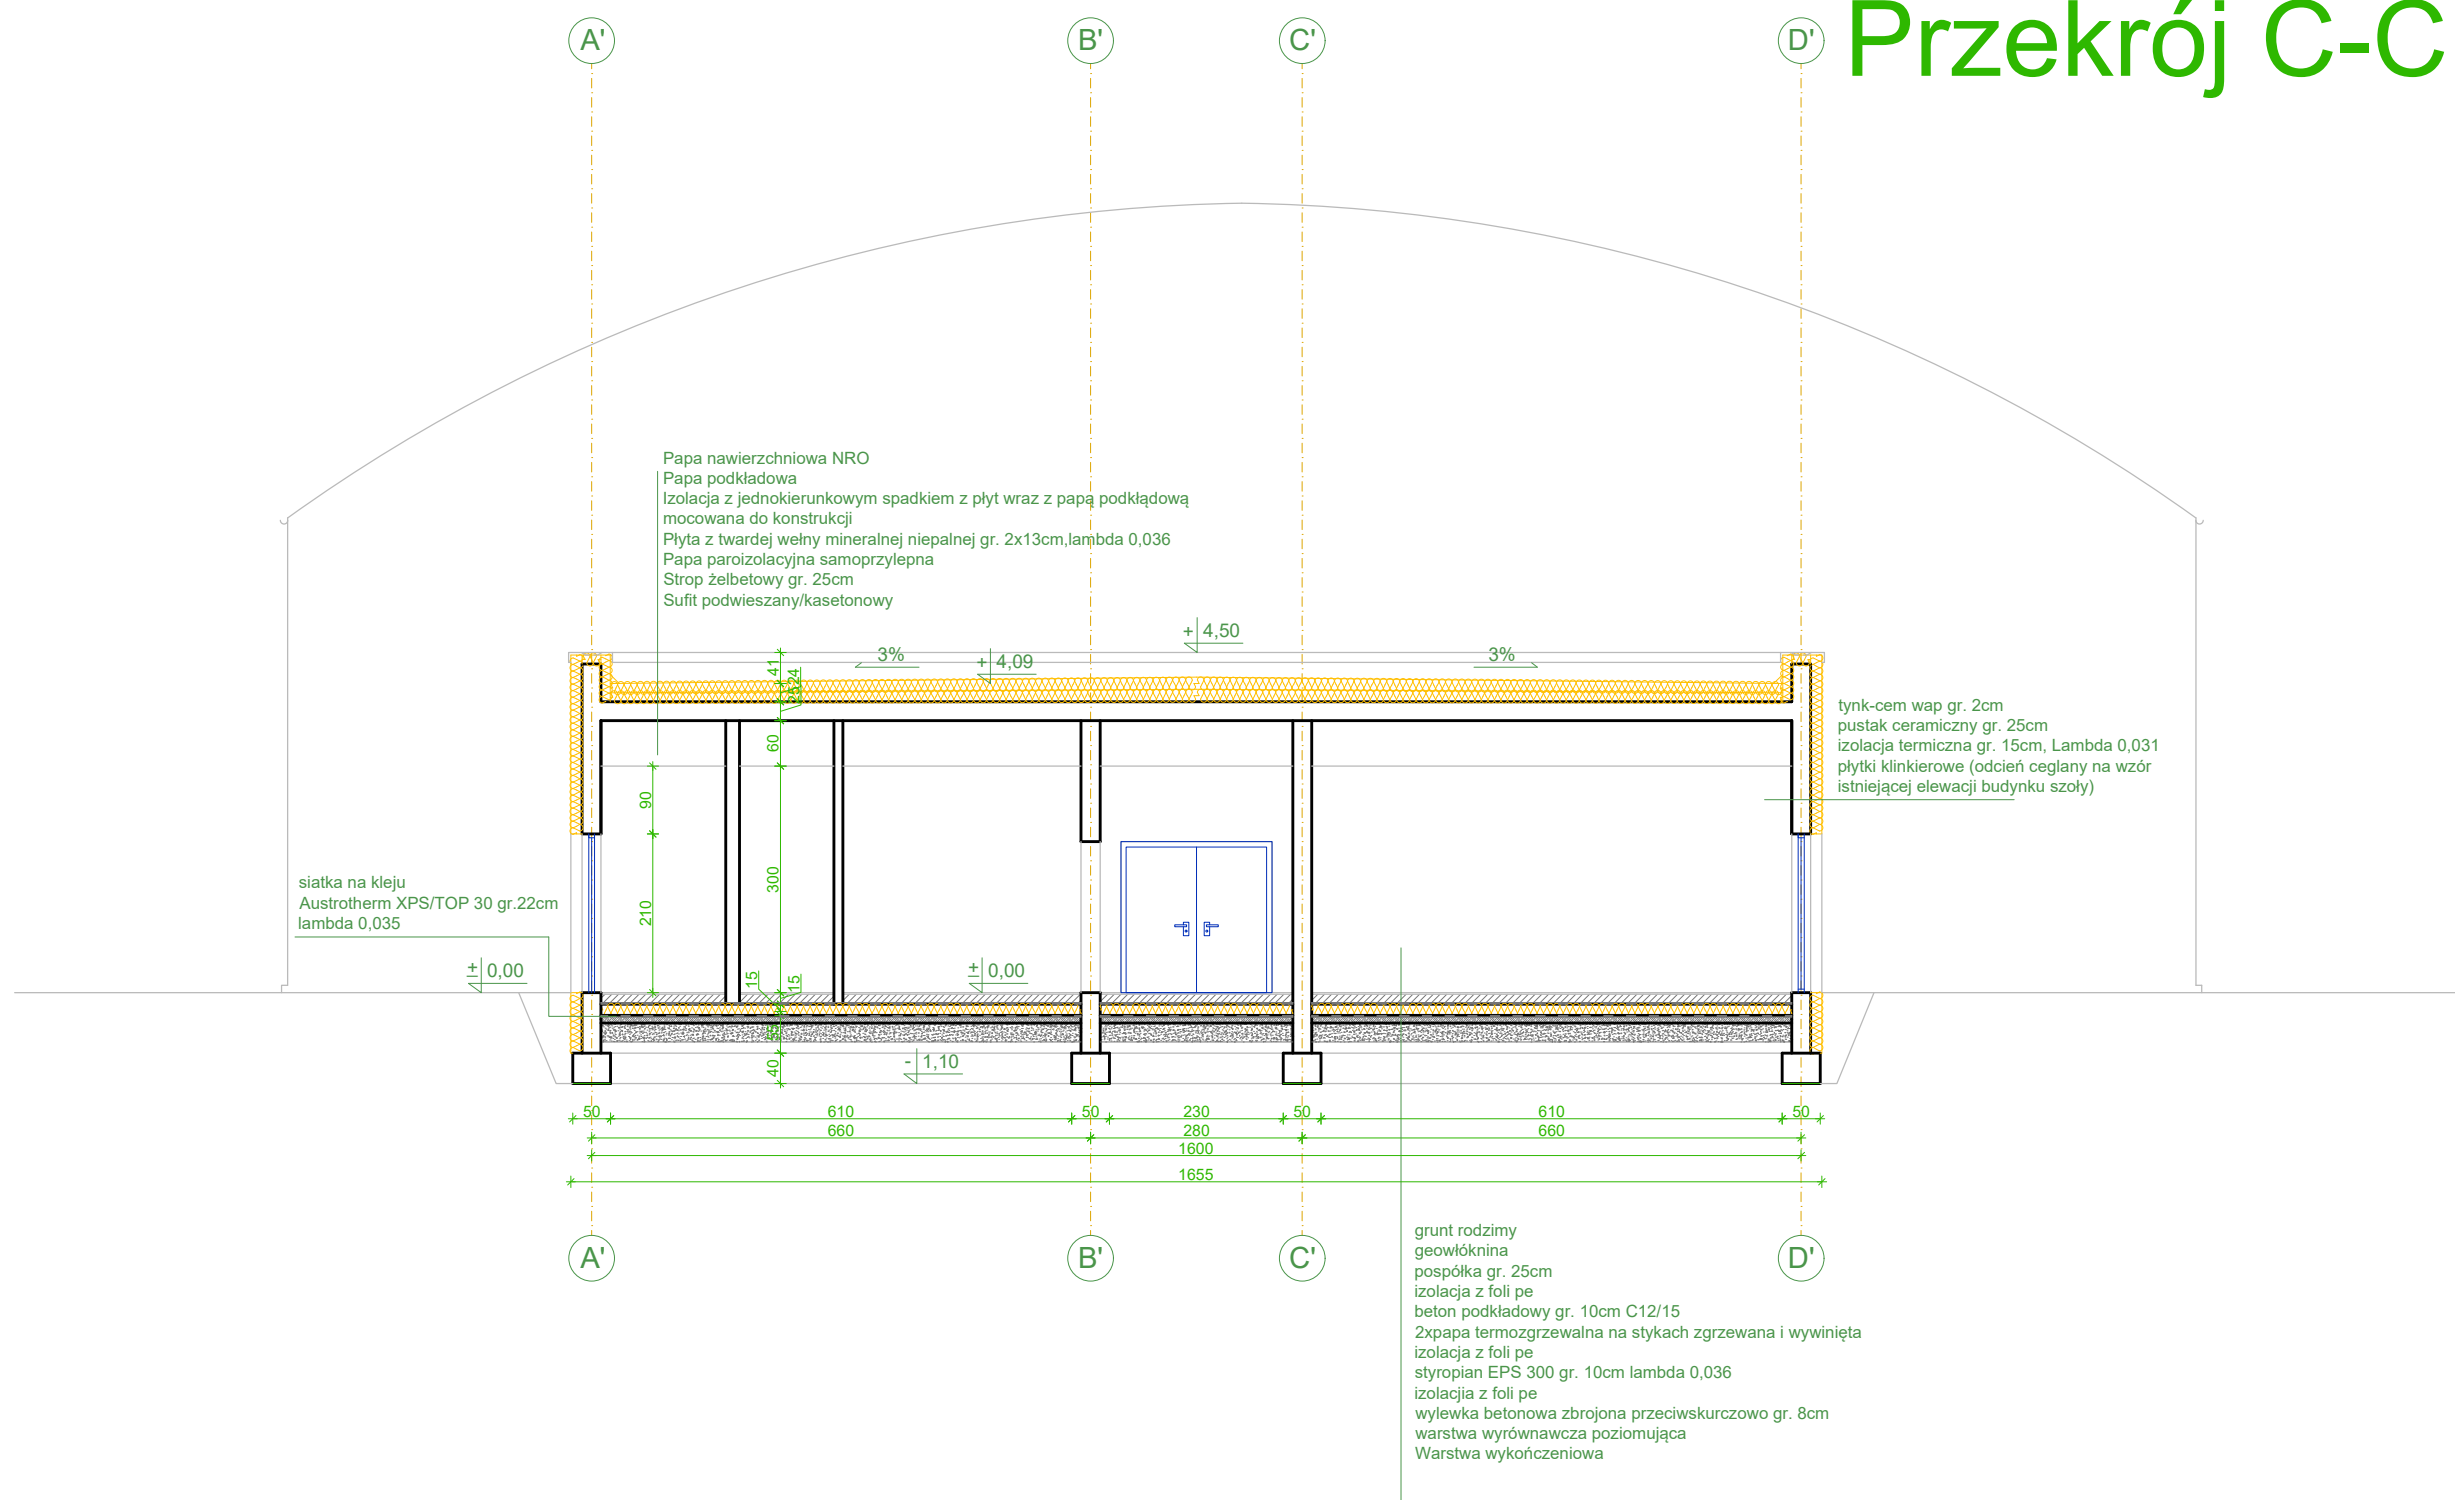 Przekrój C-C
A'
B'
C'
D'
Papa nawierzchniowa NRO
Papa podkładowa
Izolacja z jednokierunkowym spadkiem z płyt wraz z papą podkłądową
mocowana do konstrukcji
Płyta z twardej wełny mineralnej niepalnej gr. 2x13cm,lambda 0,036
Papa paroizolacyjna samoprzylepna
Strop żelbetowy gr. 25cm
Sufit podwieszany/kasetonowy
+ 4,50
3%
+ 4,09
3%
41
24
25
60
90
300
210
15
15
40
tynk-cem wap gr. 2cm
pustak ceramiczny gr. 25cm
izolacja termiczna gr. 15cm, Lambda 0,031
płytki klinkierowe (odcień ceglany na wzór
istniejącej elewacji budynku szoły)
siatka na kleju
Austrotherm XPS/TOP 30 gr.22cm
lambda 0,035
± 0,00
± 0,00
- 1,10
50 610 50 230 50 610 50
660 280 660
1600
1655
A'
B'
C'
D'
grunt rodzimy
geowłóknina
pospółka gr. 25cm
izolacja z foli pe
beton podkładowy gr. 10cm C12/15
2xpapa termozgrzewalna na stykach zgrzewana i wywinięta
izolacja z foli pe
styropian EPS 300 gr. 10cm lambda 0,036
izolacjia z foli pe
wylewka betonowa zbrojona przeciwskurczowo gr. 8cm
warstwa wyrównawcza poziomująca
Warstwa wykończeniowa